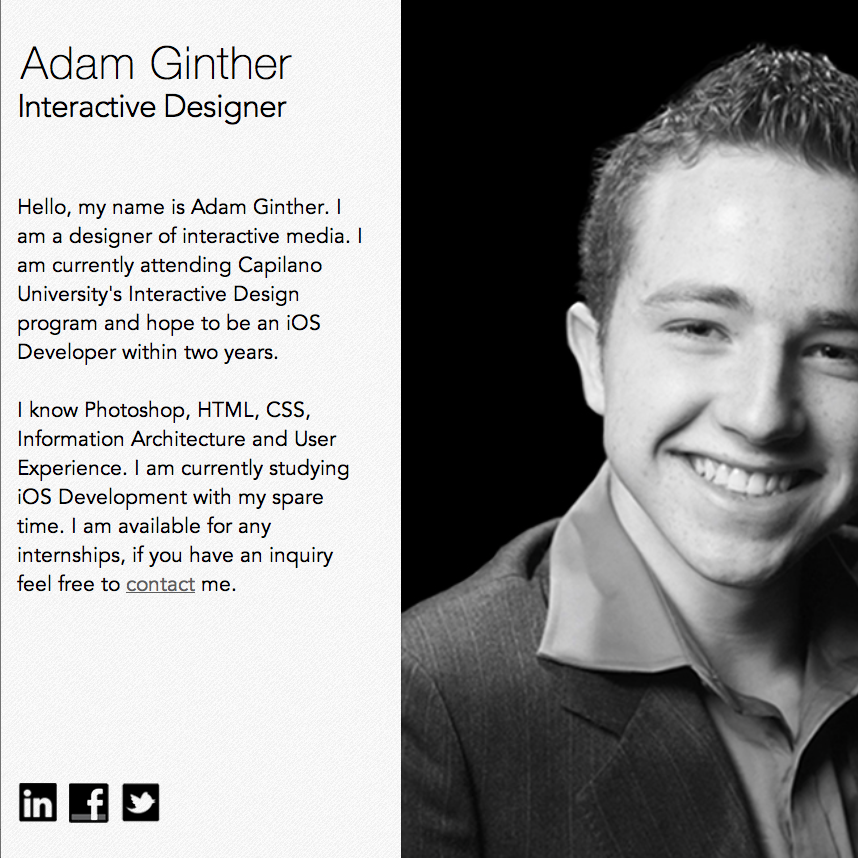 Adam Ginther
Interactive Designer
Hello, my name is Adam Ginther. I
am a designer of interactive media. I
am currently attending Capilano
University's Interactive Design
program and hope to be an iOS
Developer within two years.
I know Photoshop, HTML, CSS,
Information Architecture and User
Experience. I am currently studying
iOS Development with my spare
time. I am available for any
internships, if you have an inquiry
feel free to contact me.
in f